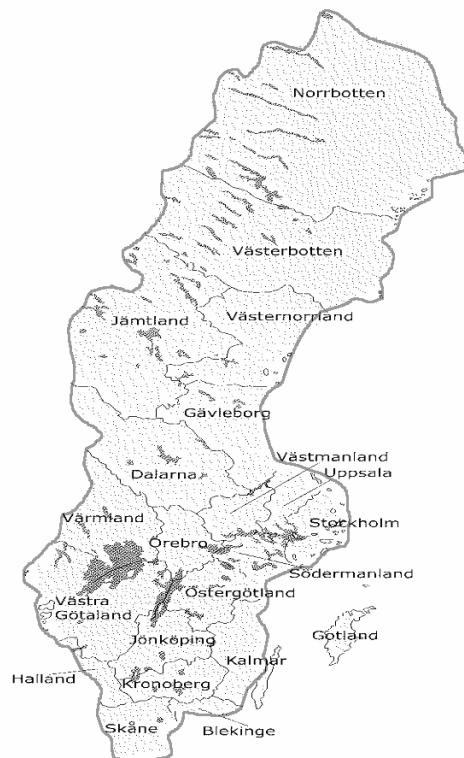 Norrbotten
Västerbotten
Jämtland
Västernorrland
Gävleborg
Västmanland
Uppsala
Dalarna
Värmland
Stockholm
Örebro
Södermanland
Östergötland
Västra
Götaland
Jönköping
Gotland
Kalmar
Halland
Kronoberg
Skåne
Blekinge